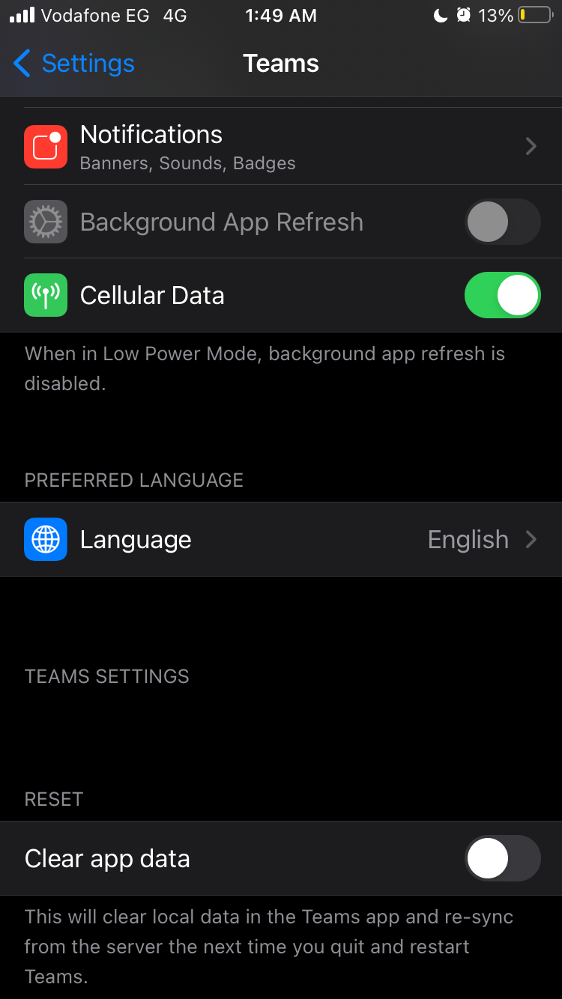 Vodafone EG 4G 1:49 AM 13%
Settings Teams
Notifications
Banners, Sounds, Badges
Background App Refresh
Cellular Data
When in Low Power Mode, background app refresh is
disabled.
PREFERRED LANGUAGE
Language English
TEAMS SETTINGS
RESET
Clear app data
This will clear local data in the Teams app and re-sync
from the server the next time you quit and restart
Teams.